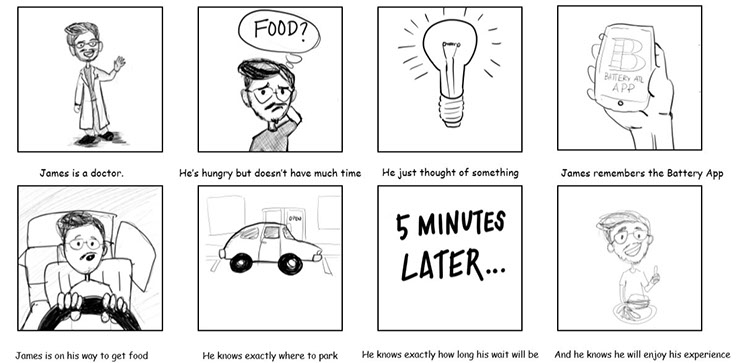 FOOD?
B
BATTERY ATL
APP
James is a doctor.
He's hungry but doesn't have much time
He just thought of something
James remembers the Battery App
OPEN
5 MINUTES
LATER...
James is on his way to get food
He knows exactly where to park
He knows exactly how long his wait will be
And he knows he will enjoy his experience